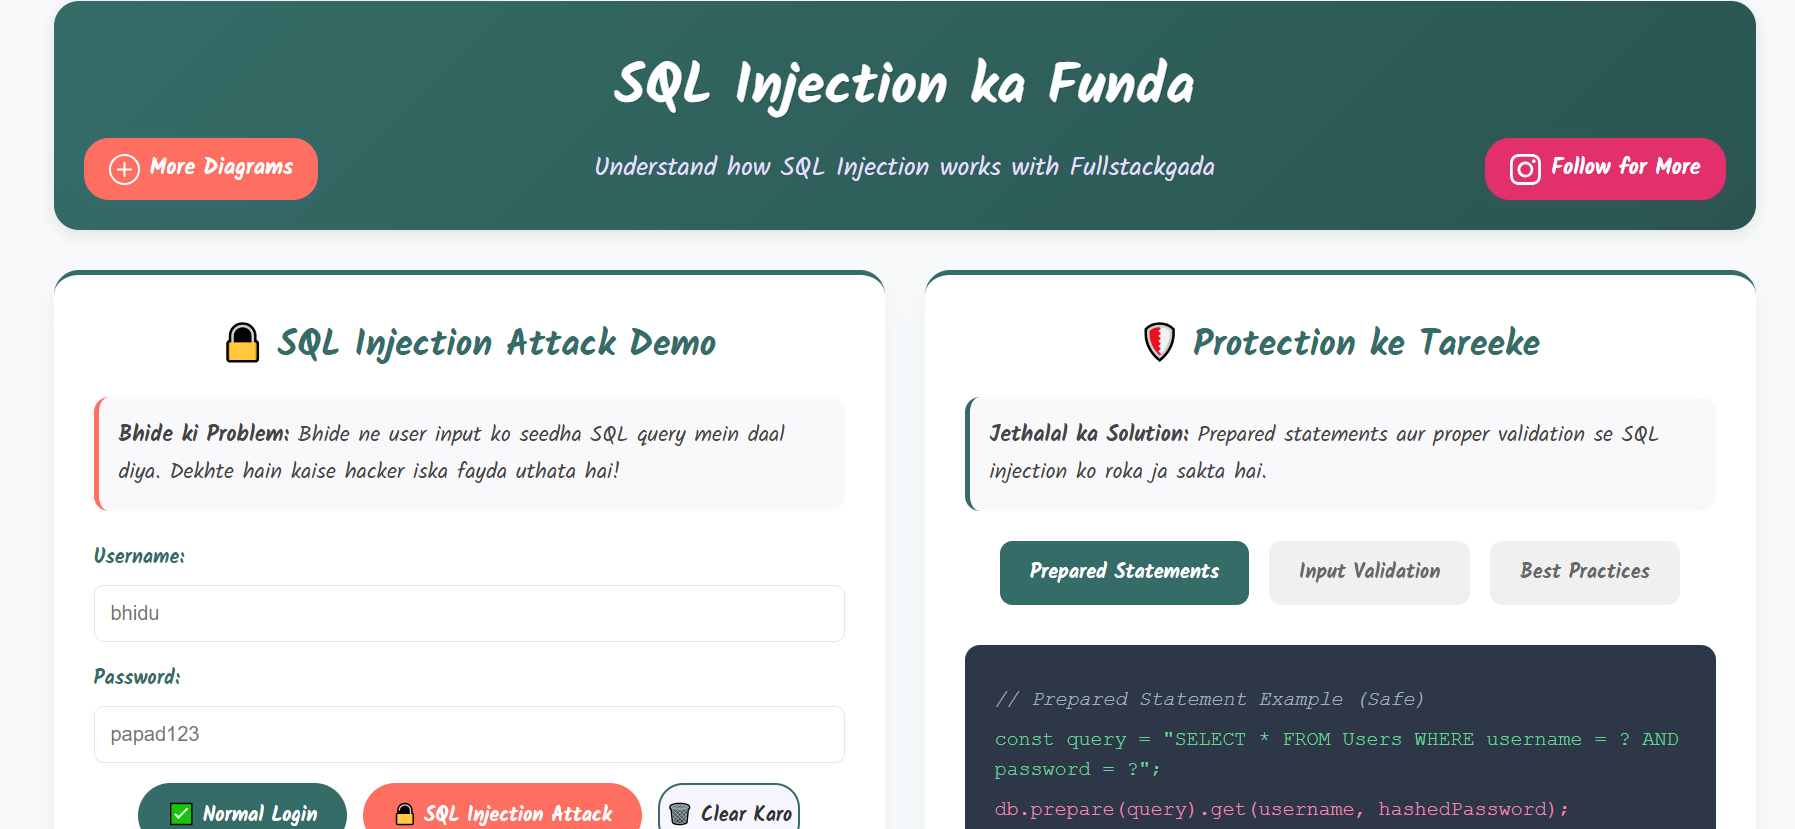 SQL Injection ka Funda
More Diagrams
Understand how SQL Injection works with Fullstackgada
Follow for More
SQL Injection Attack Demo
Bhide ki Problem: Bhide ne user input ko seedha SQL query mein daal
diya. Dekhte hain kaise hacker iska fayda uthata hai!
Username:
bhidu
Password:
papad123
Normal Login
SQL Injection Attack
Clear Karo
Protection ke Tareeke
Jethalal ka Solution: Prepared statements aur proper validation se SQL
injection ko roka ja sakta hai.
Prepared Statements
Input Validation
Best Practices
// Prepared Statement Example (Safe)
const query = "SELECT * FROM Users WHERE username = ? AND
password = ?";
db.prepare(query).get(username, hashedPassword);